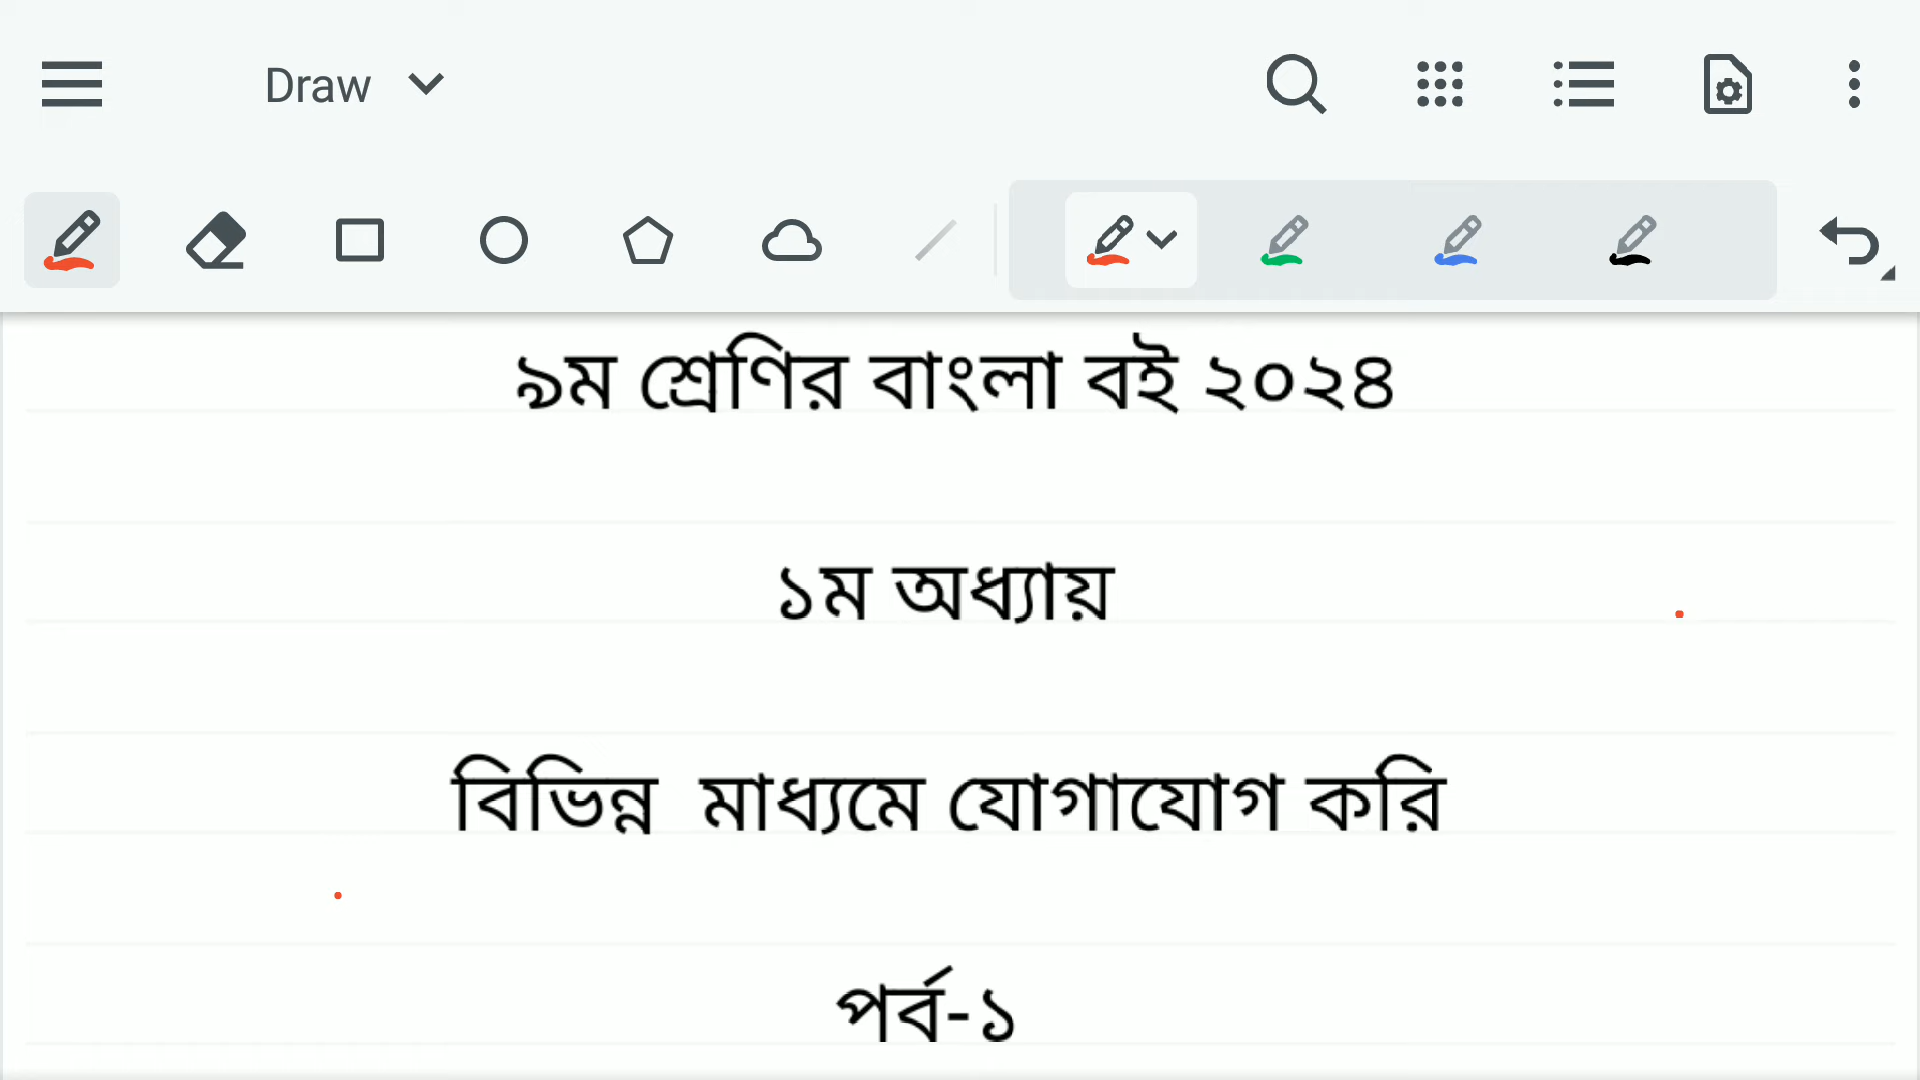 Draw
৯ম শ্রেণির বাংলা বই ২০২৪
১ম অধ্যায়
বিভিন্ন মাধ্যমে যোগাযোগ করি
পর্ব-১